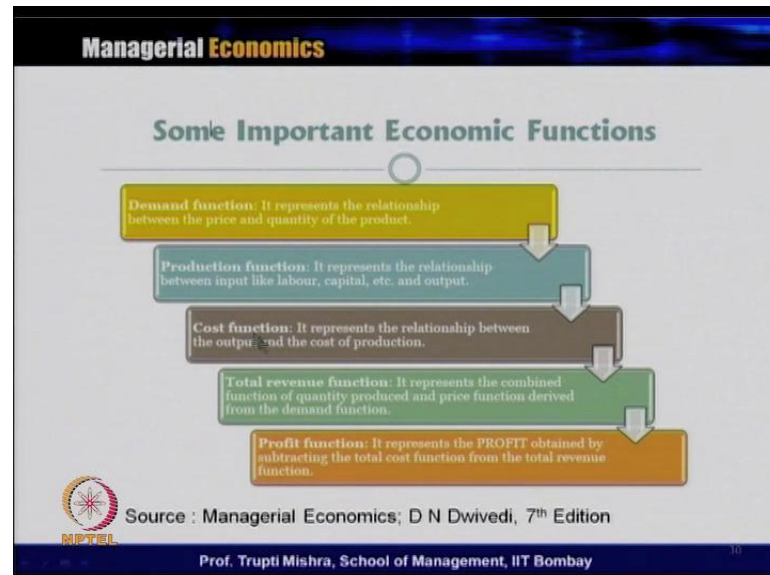 Managerial Economics
Some Important Economic Functions
Demand function: It represents the relationship
between the price and quantity of the product.
Production function: It represents the relationship
between input like labour, capital, etc. and output.
Cost function: It represents the relationship between
the output and the cost of production.
Total revenue function: It represents the combined
function of quantity produced and price function derived
from the demand function.
Profit function: It represents the PROFIT obtained by
subtracting the total cost function from the total revenue
function.
Source : Managerial Economics; D N Dwivedi, 7th Edition
NPTEL
Prof. Trupti Mishra, School of Management, IIT Bombay
10